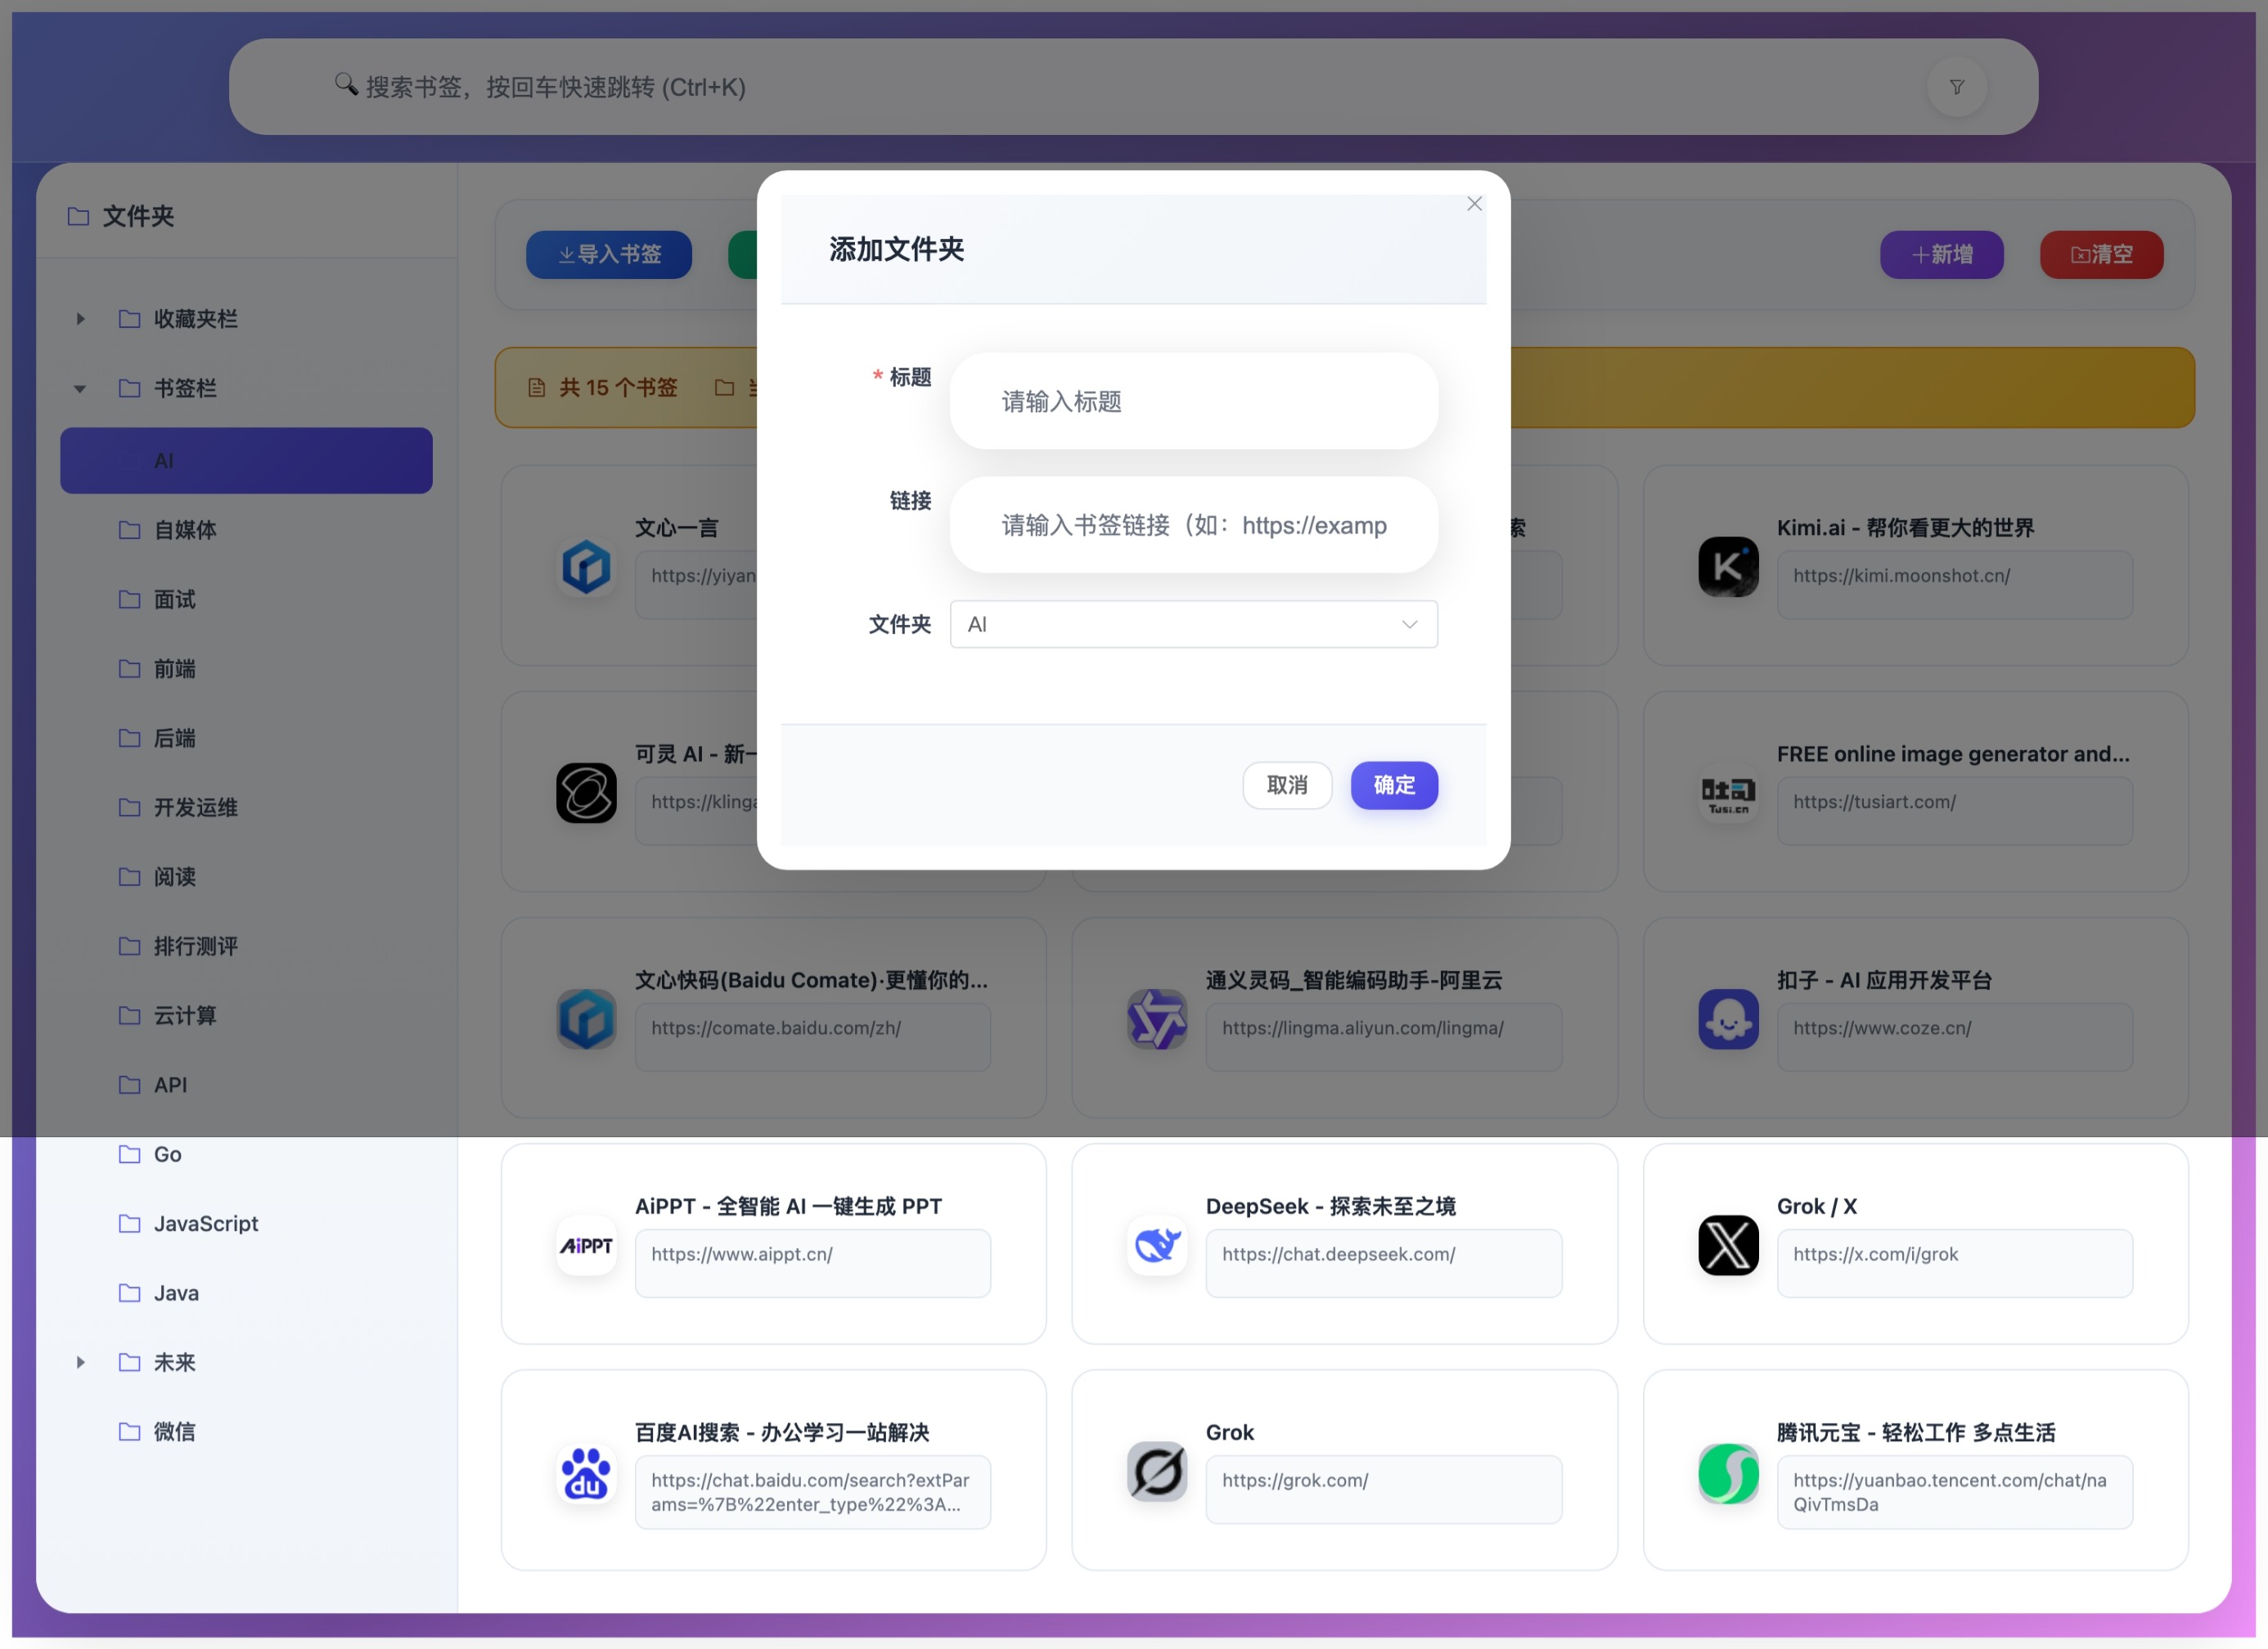 🔍 搜索书签，按回车快速跳转 (Ctrl+K)
文件夹
收藏夹栏
书签栏
AI
自媒体
面试
前端
后端
开发运维
阅读
排行测评
云计算
API
Go
JavaScript
Java
未来
微信
导入书签
新增
清空
共 15 个书签
添加文件夹
* 标题
请输入标题
链接
请输入书签链接（如：https://examp
文件夹
AI
取消
确定
文心一言
https://yiyan
索
Kimi.ai - 帮你看更大的世界
https://kimi.moonshot.cn/
可灵 AI - 新一
https://klinga
FREE online image generator and...
https://tusiart.com/
吐司
Tusi.cn
文心快码(Baidu Comate)·更懂你的...
https://comate.baidu.com/zh/
通义灵码_智能编码助手-阿里云
https://lingma.aliyun.com/lingma/
扣子 - AI 应用开发平台
https://www.coze.cn/
AiPPT
AiPPT - 全智能 AI 一键生成 PPT
https://www.aippt.cn/
DeepSeek - 探索未至之境
https://chat.deepseek.com/
Grok / X
https://x.com/i/grok
du
百度AI搜索 - 办公学习一站解决
https://chat.baidu.com/search?extPar
ams=%7B%22enter_type%22%3A...
Grok
https://grok.com/
腾讯元宝 - 轻松工作 多点生活
https://yuanbao.tencent.com/chat/na
QivTmsDa